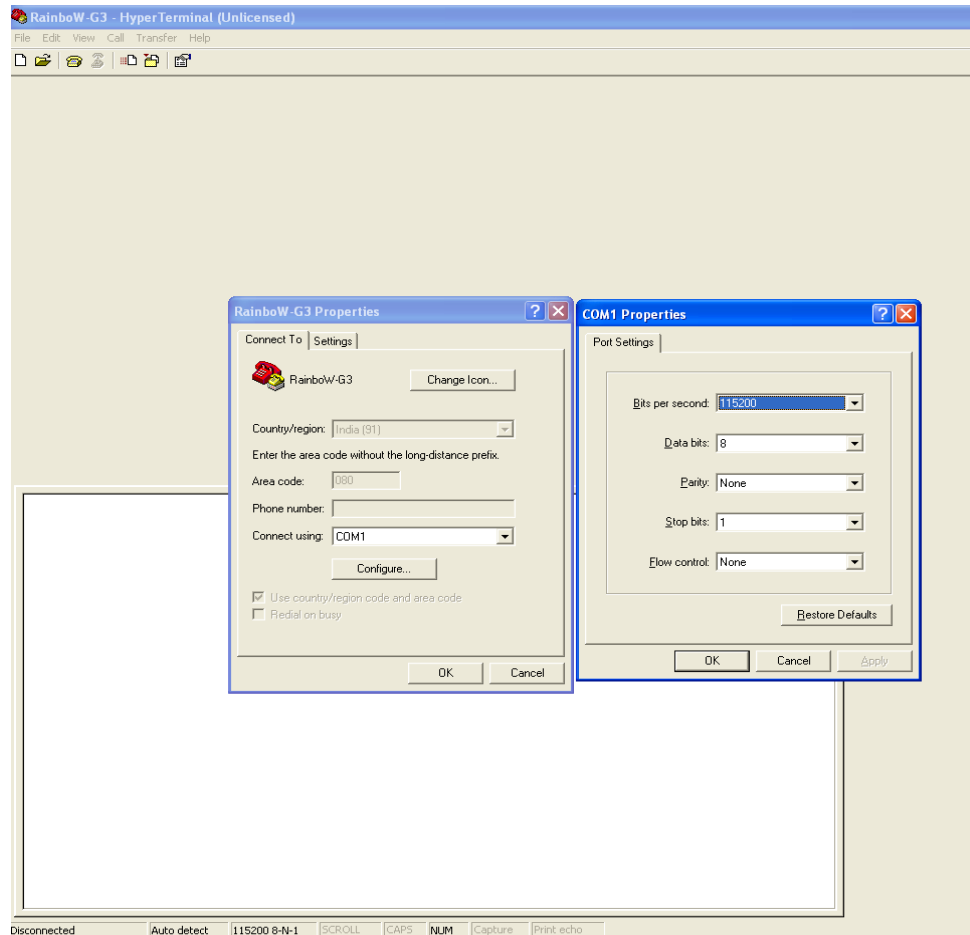 RainboW-G3 - HyperTerminal (Unlicensed)
File Edit View Call Transfer Help
RainboW-G3 Properties
Connect To Settings
RainboW-G3 Change Icon...
Country/region: India (91)
Enter the area code without the long-distance prefix.
Area code: 080
Phone number:
Connect using: COM1
Configure...
Use country/region code and area code
Redial on busy
OK Cancel
COM1 Properties
Port Settings
Bits per second: 115200
Data bits: 8
Parity: None
Stop bits: 1
Flow control: None
Restore Defaults
OK Cancel Apply
Disconnected Auto detect 115200 8-N-1 SCROLL CAPS NUM Capture Print echo